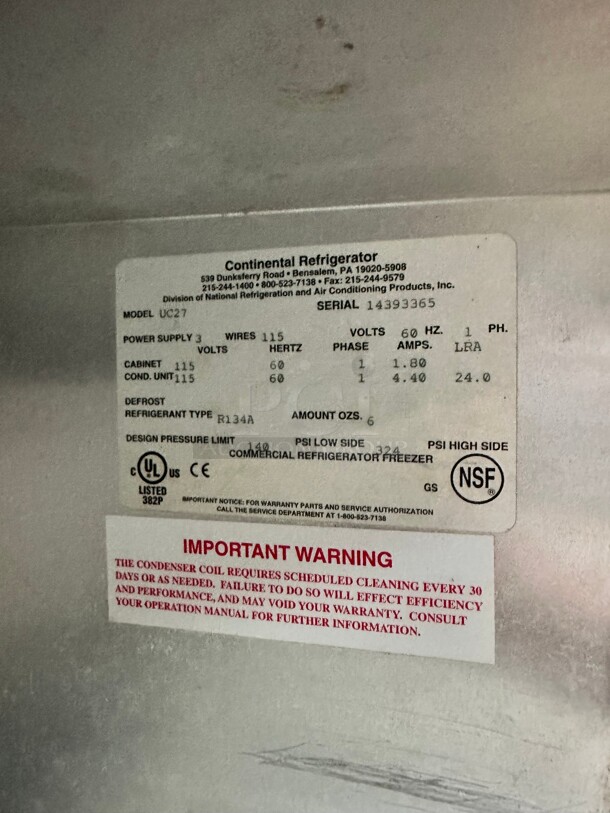 Continental Refrigerator
539 Dunksferry Road • Bensalem, PA 19020-5908
215-244-1400 • 800-523-7138 • Fax: 215-244-9579
Division of National Refrigeration and Air Conditioning Products, Inc.
MODEL UC27 SERIAL 14393365
POWER SUPPLY 3 WIRES 115 VOLTS 60 HZ. 1 PH.
VOLTS HERTZ PHASE AMPS. LRA
CABINET 115 60 1 1.80
COND. UNIT 115 60 1 4.40 24.0
DEFROST
REFRIGERANT TYPE R134A AMOUNT OZS. 6
DESIGN PRESSURE LIMIT 140 PSI LOW SIDE 324 PSI HIGH SIDE
COMMERCIAL REFRIGERATOR FREEZER
C UL US CE
LISTED
382P
GS NSF ®
IMPORTANT NOTICE: FOR WARRANTY PARTS AND SERVICE AUTHORIZATION
CALL THE SERVICE DEPARTMENT AT 1-800-523-7138
IMPORTANT WARNING
THE CONDENSER COIL REQUIRES SCHEDULED CLEANING EVERY 30
DAYS OR AS NEEDED. FAILURE TO DO SO WILL EFFECT EFFICIENCY
AND PERFORMANCE, AND MAY VOID YOUR WARRANTY. CONSULT
YOUR OPERATION MANUAL FOR FURTHER INFORMATION.